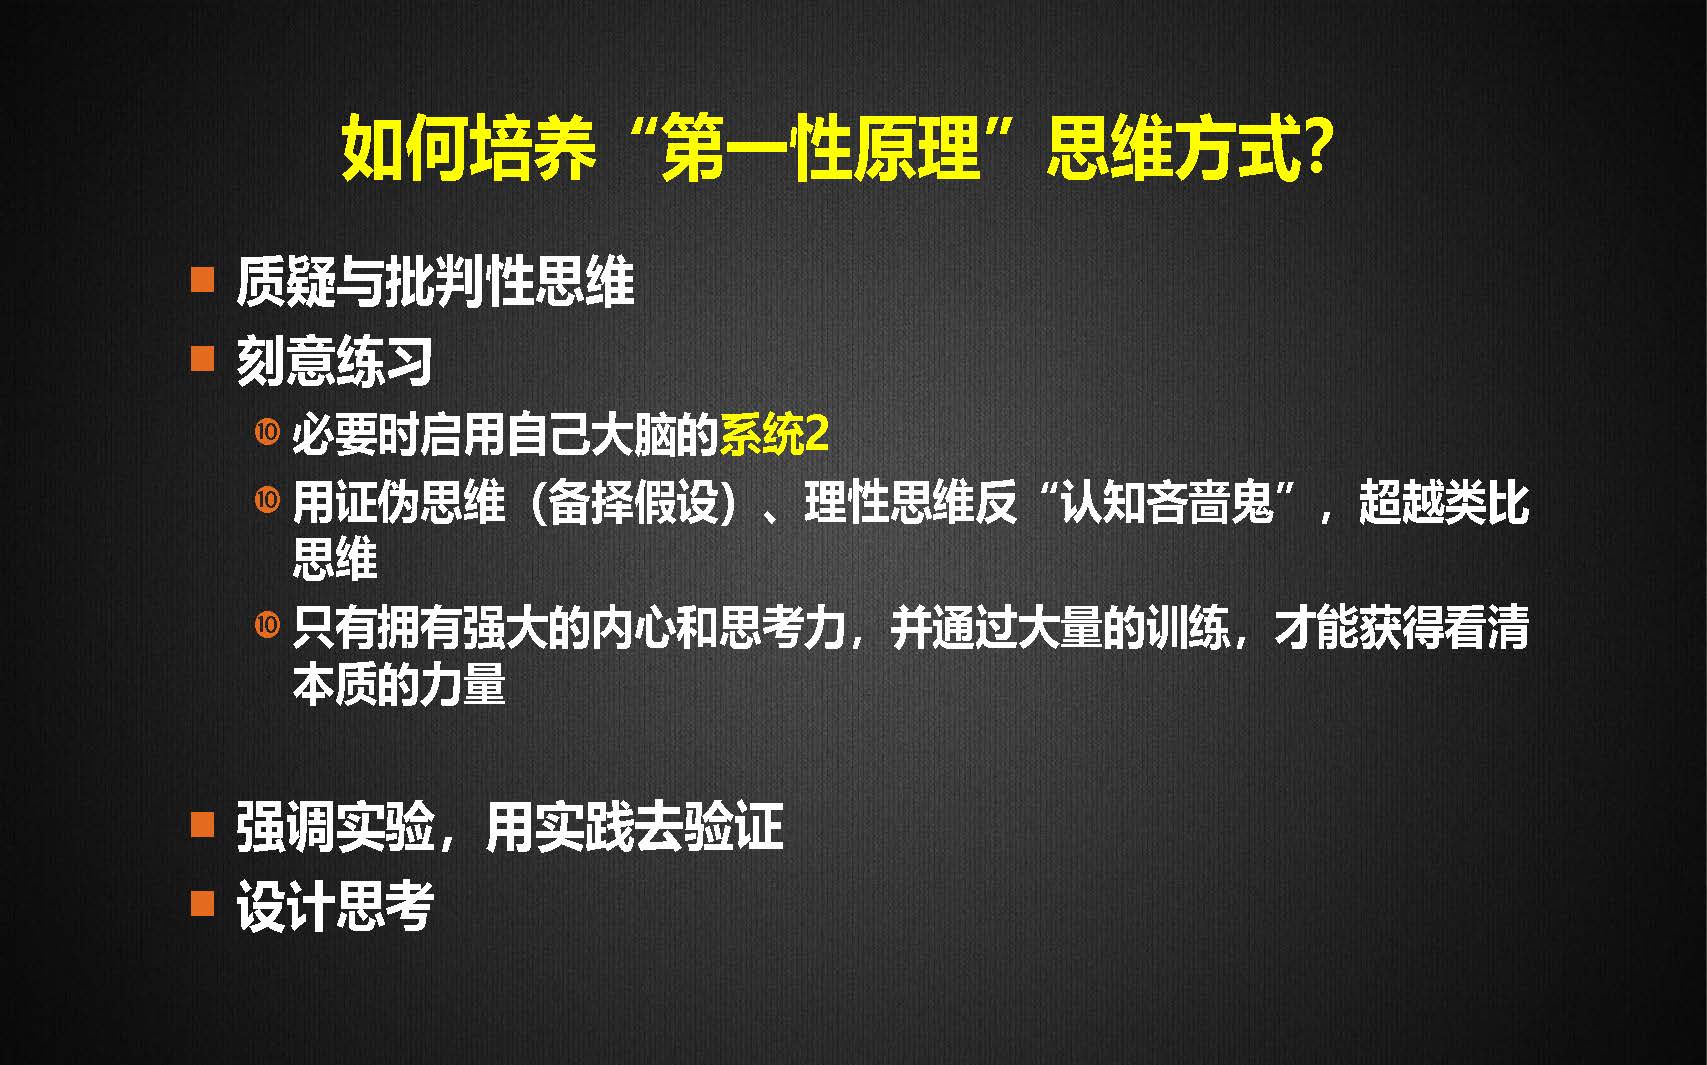 如何培养“第一性原理”思维方式？
■ 质疑与批判性思维
■ 刻意练习
❿ 必要时启用自己大脑的系统2
❿ 用证伪思维（备择假设）、理性思维反“认知吝啬鬼”，超越类比
思维
❿ 只有拥有强大的内心和思考力，并通过大量的训练，才能获得看清
本质的力量
■ 强调实验，用实践去验证
■ 设计思考